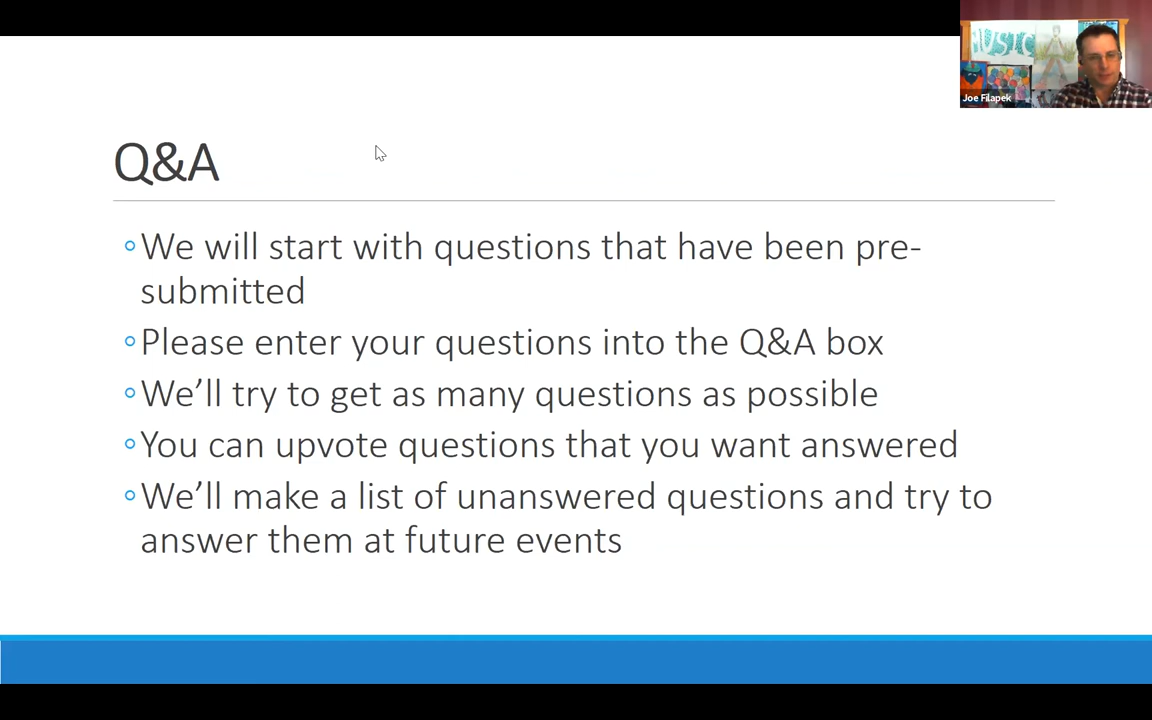 MUSIC
Joe Filapek
Q&A
We will start with questions that have been pre-
submitted
Please enter your questions into the Q&A box
We'll try to get as many questions as possible
You can upvote questions that you want answered
We'll make a list of unanswered questions and try to
answer them at future events